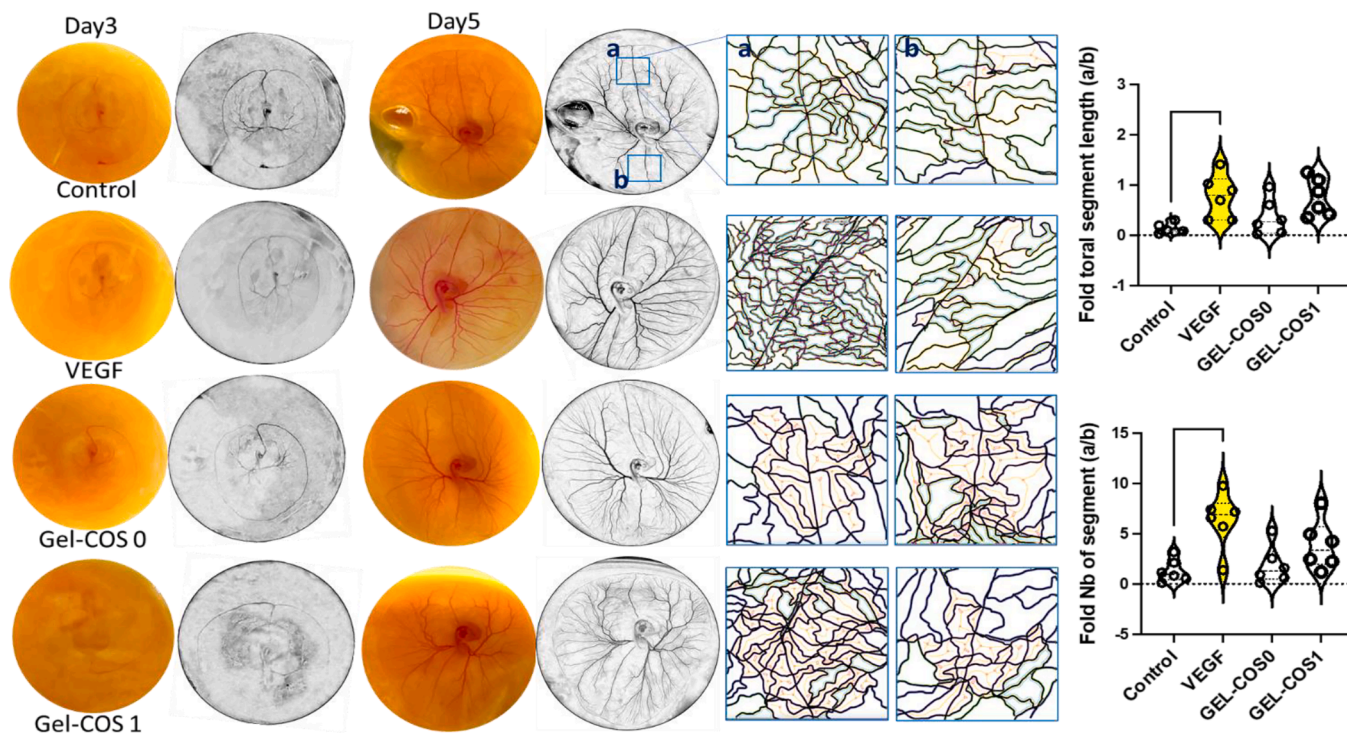 Day3
Day5
Control
VEGF
Gel-COS 0
Gel-COS 1
a
b
a
b
Fold toral segment length (a/b)
3
2
1
0
-1
Control
VEGF
GEL-COS0
GEL-COS1
Fold Nb of segment (a/b)
15
10
5
0
-5
Control
VEGF
GEL-COS0
GEL-COS1